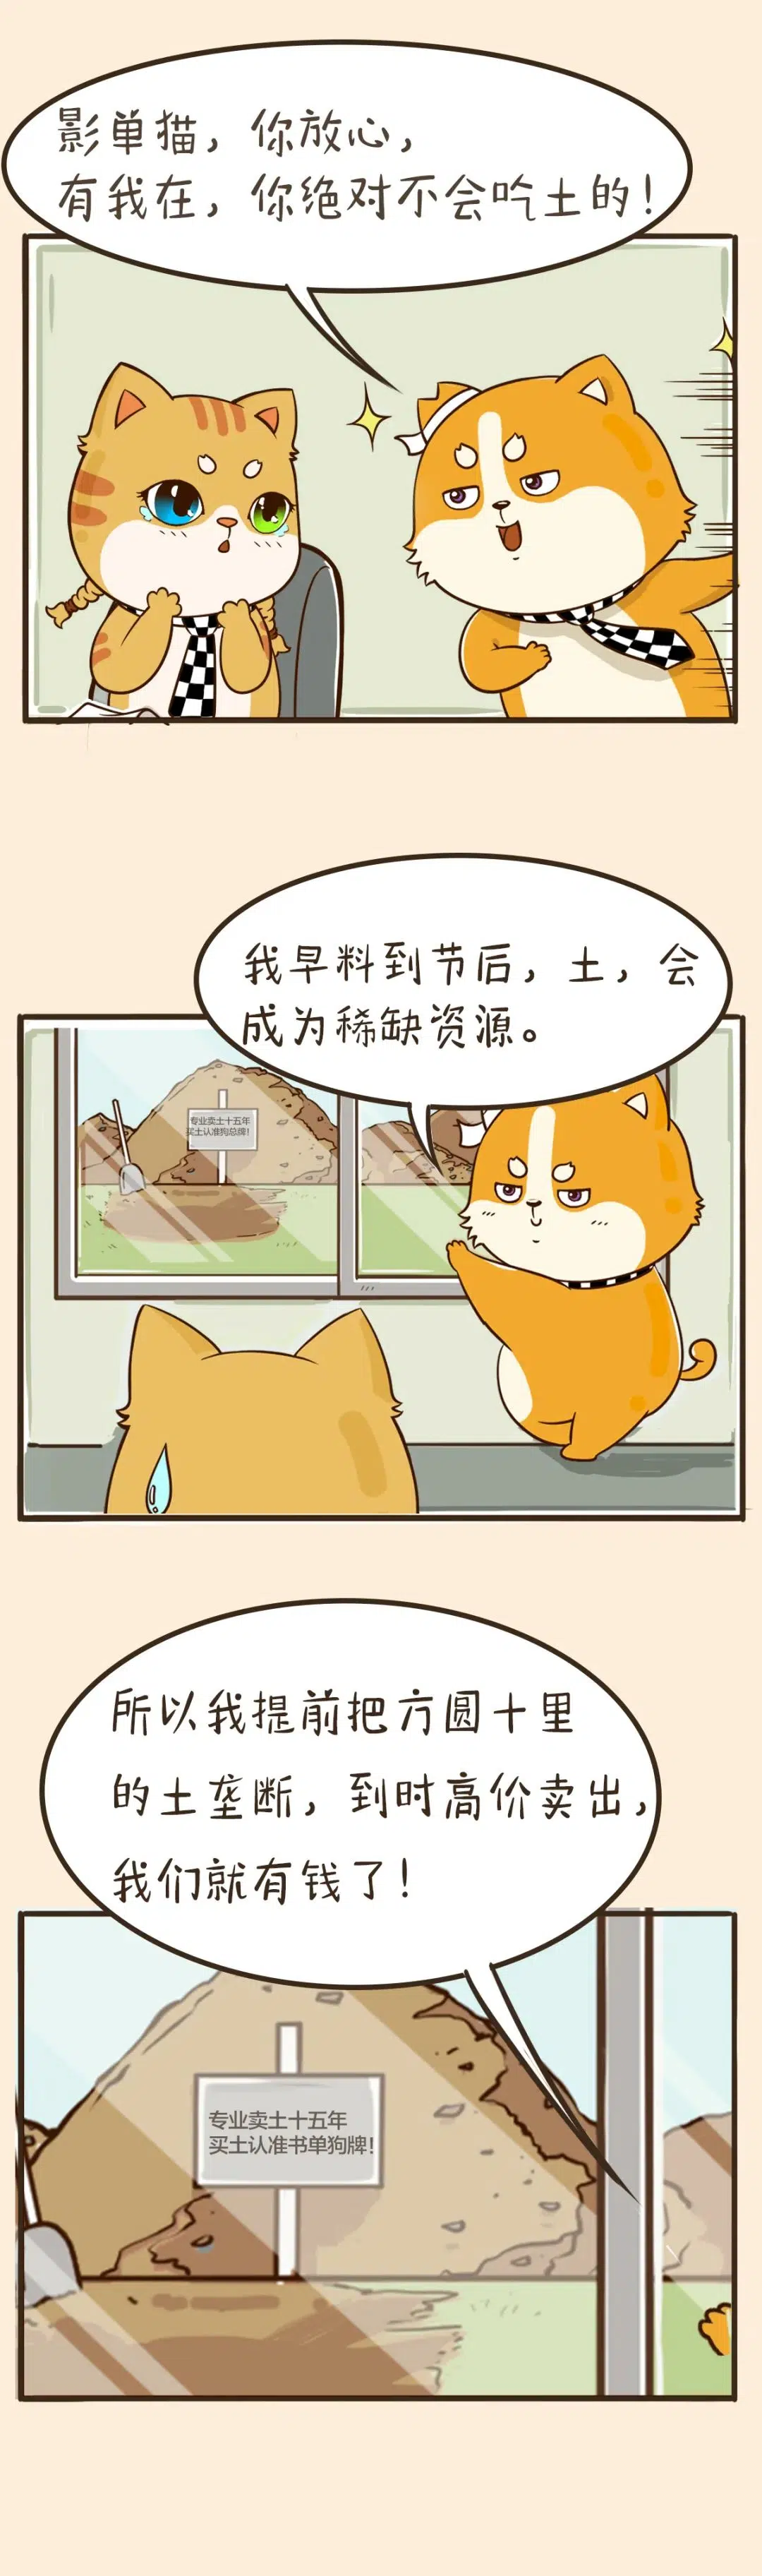 影单猫，你放心，
有我在，你绝对不会吃土的！
我早料到节后，土，会
成为稀缺资源。
专业卖土十五年
买土认准狗总牌！
所以我提前把方圆十里
的土垄断，到时高价卖出，
我们就有钱了！
专业卖土十五年
买土认准书单狗牌！